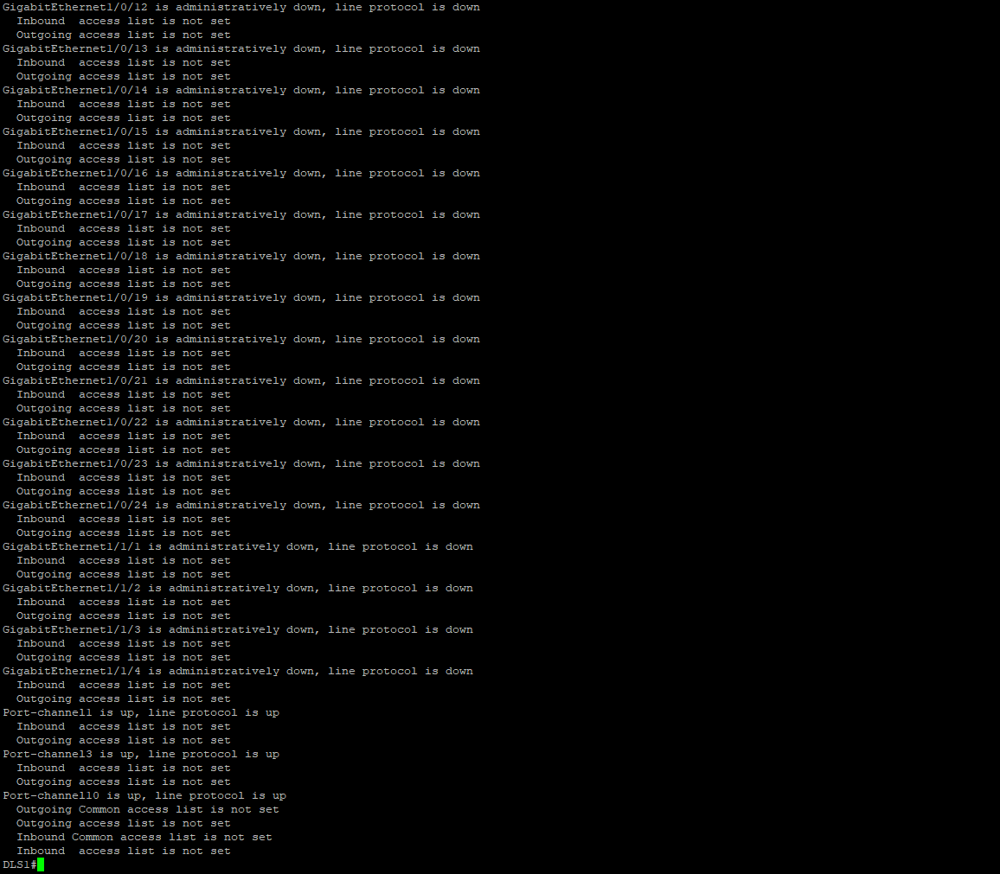 GigabitEthernet1/0/12 is administratively down, line protocol is down
  Inbound  access list is not set
  Outgoing access list is not set
GigabitEthernet1/0/13 is administratively down, line protocol is down
  Inbound  access list is not set
  Outgoing access list is not set
GigabitEthernet1/0/14 is administratively down, line protocol is down
  Inbound  access list is not set
  Outgoing access list is not set
GigabitEthernet1/0/15 is administratively down, line protocol is down
  Inbound  access list is not set
  Outgoing access list is not set
GigabitEthernet1/0/16 is administratively down, line protocol is down
  Inbound  access list is not set
  Outgoing access list is not set
GigabitEthernet1/0/17 is administratively down, line protocol is down
  Inbound  access list is not set
  Outgoing access list is not set
GigabitEthernet1/0/18 is administratively down, line protocol is down
  Inbound  access list is not set
  Outgoing access list is not set
GigabitEthernet1/0/19 is administratively down, line protocol is down
  Inbound  access list is not set
  Outgoing access list is not set
GigabitEthernet1/0/20 is administratively down, line protocol is down
  Inbound  access list is not set
  Outgoing access list is not set
GigabitEthernet1/0/21 is administratively down, line protocol is down
  Inbound  access list is not set
  Outgoing access list is not set
GigabitEthernet1/0/22 is administratively down, line protocol is down
  Inbound  access list is not set
  Outgoing access list is not set
GigabitEthernet1/0/23 is administratively down, line protocol is down
  Inbound  access list is not set
  Outgoing access list is not set
GigabitEthernet1/0/24 is administratively down, line protocol is down
  Inbound  access list is not set
  Outgoing access list is not set
GigabitEthernet1/1/1 is administratively down, line protocol is down
  Inbound  access list is not set
  Outgoing access list is not set
GigabitEthernet1/1/2 is administratively down, line protocol is down
  Inbound  access list is not set
  Outgoing access list is not set
GigabitEthernet1/1/3 is administratively down, line protocol is down
  Inbound  access list is not set
  Outgoing access list is not set
GigabitEthernet1/1/4 is administratively down, line protocol is down
  Inbound  access list is not set
  Outgoing access list is not set
Port-channel1 is up, line protocol is up
  Inbound  access list is not set
  Outgoing access list is not set
Port-channel3 is up, line protocol is up
  Inbound  access list is not set
  Outgoing access list is not set
Port-channel10 is up, line protocol is up
  Outgoing Common access list is not set
  Outgoing access list is not set
  Inbound Common access list is not set
  Inbound  access list is not set
DLS1#